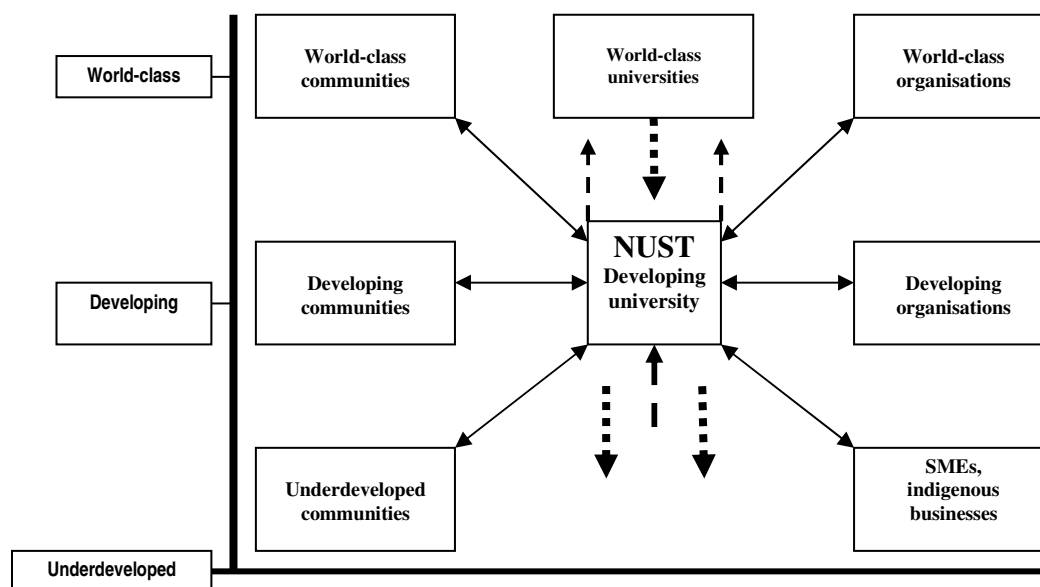 World-class
World-class
communities
World-class
universities
World-class
organisations
Developing
Developing
communities
NUST
Developing
university
Developing
organisations
Underdeveloped
communities
SMEs,
indigenous
businesses
Underdeveloped